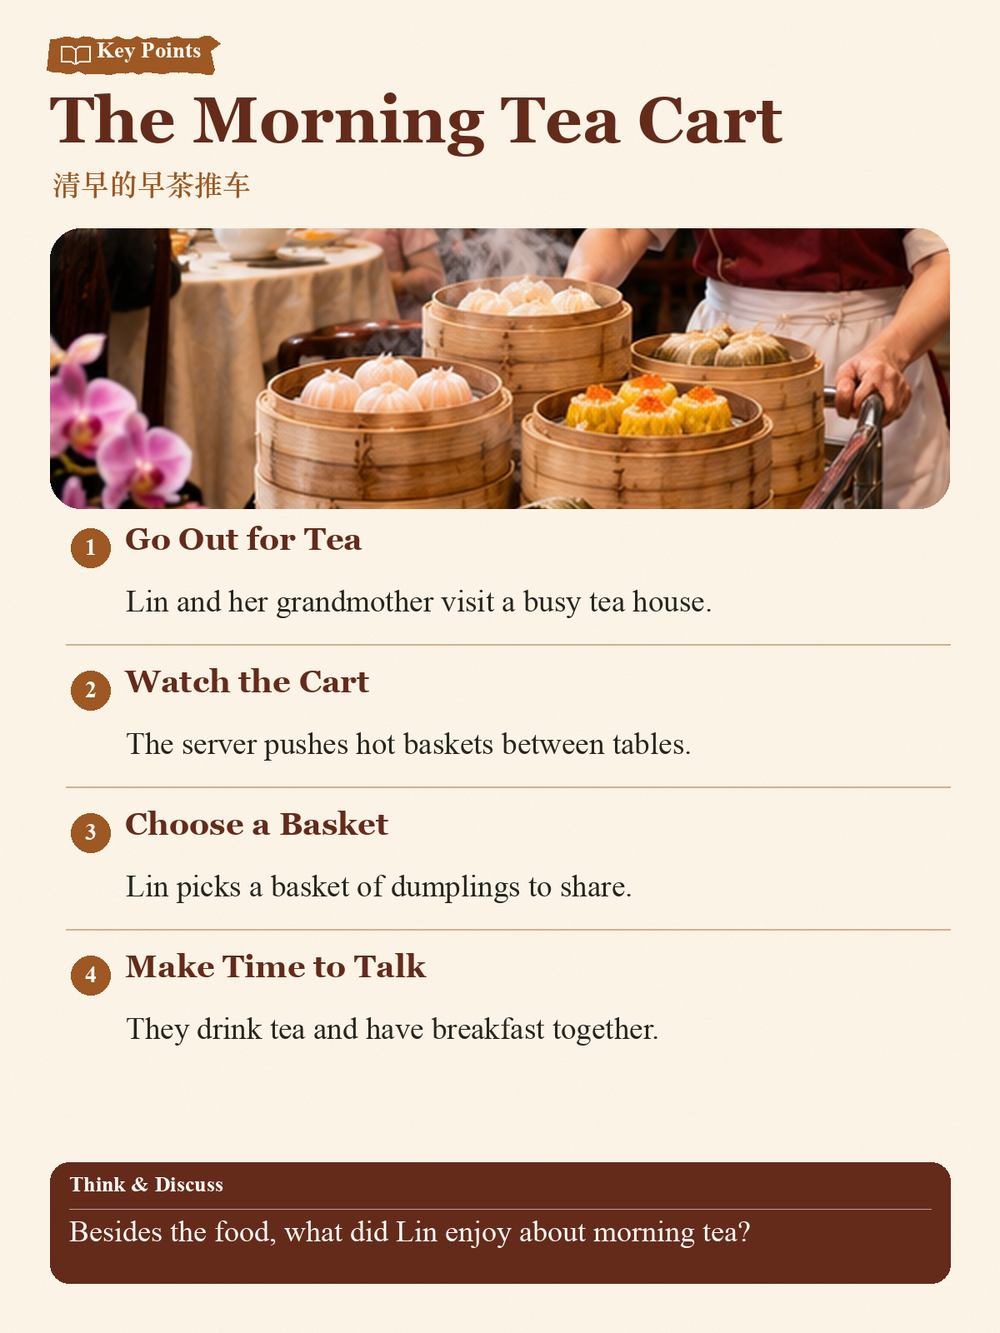 Key Points
The Morning Tea Cart
清早的早茶推车
1 Go Out for Tea
Lin and her grandmother visit a busy tea house.
2 Watch the Cart
The server pushes hot baskets between tables.
3 Choose a Basket
Lin picks a basket of dumplings to share.
4 Make Time to Talk
They drink tea and have breakfast together.
Think & Discuss
Besides the food, what did Lin enjoy about morning tea?